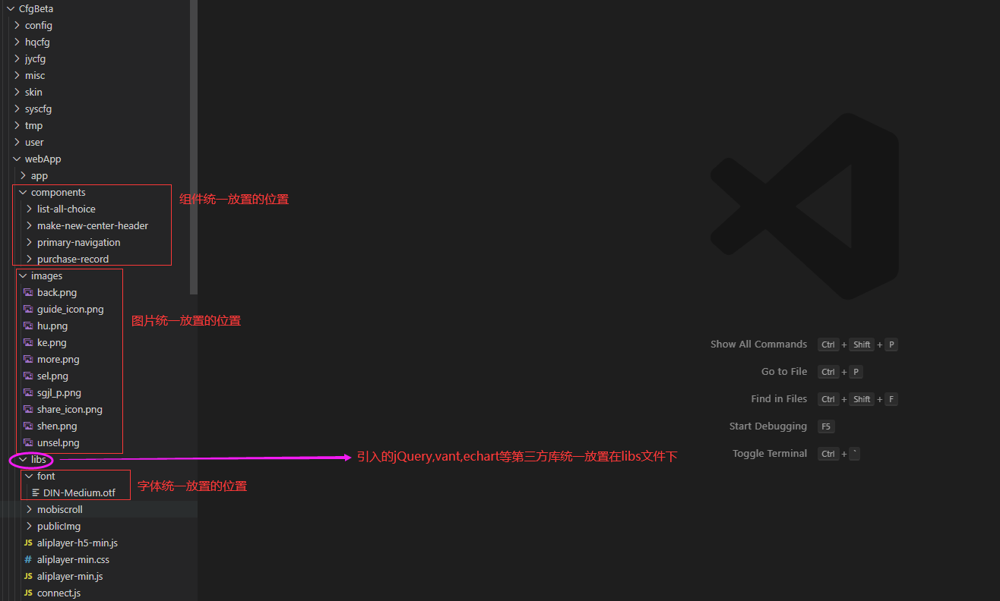 CfgBeta
config
hqcfg
jycfg
misc
skin
syscfg
tmp
user
webApp
app
components
组件统一放置的位置
list-all-choice
make-new-center-header
primary-navigation
purchase-record
images
back.png
guide_icon.png
图片统一放置的位置
hu.png
ke.png
more.png
sel.png
sgjl_p.png
share_icon.png
shen.png
unsel.png
libs
引入的jQuery,vant,echart等第三方库统一放置在libs文件下
font
字体统一放置的位置
DIN-Medium.otf
mobiscroll
publicImg
JS aliplayer-h5-min.js
# aliplayer-min.css
JS aliplayer-min.js
JS connect.js
Show All Commands Ctrl + Shift + P
Go to File Ctrl + P
Find in Files Ctrl + Shift + F
Start Debugging F5
Toggle Terminal Ctrl + `